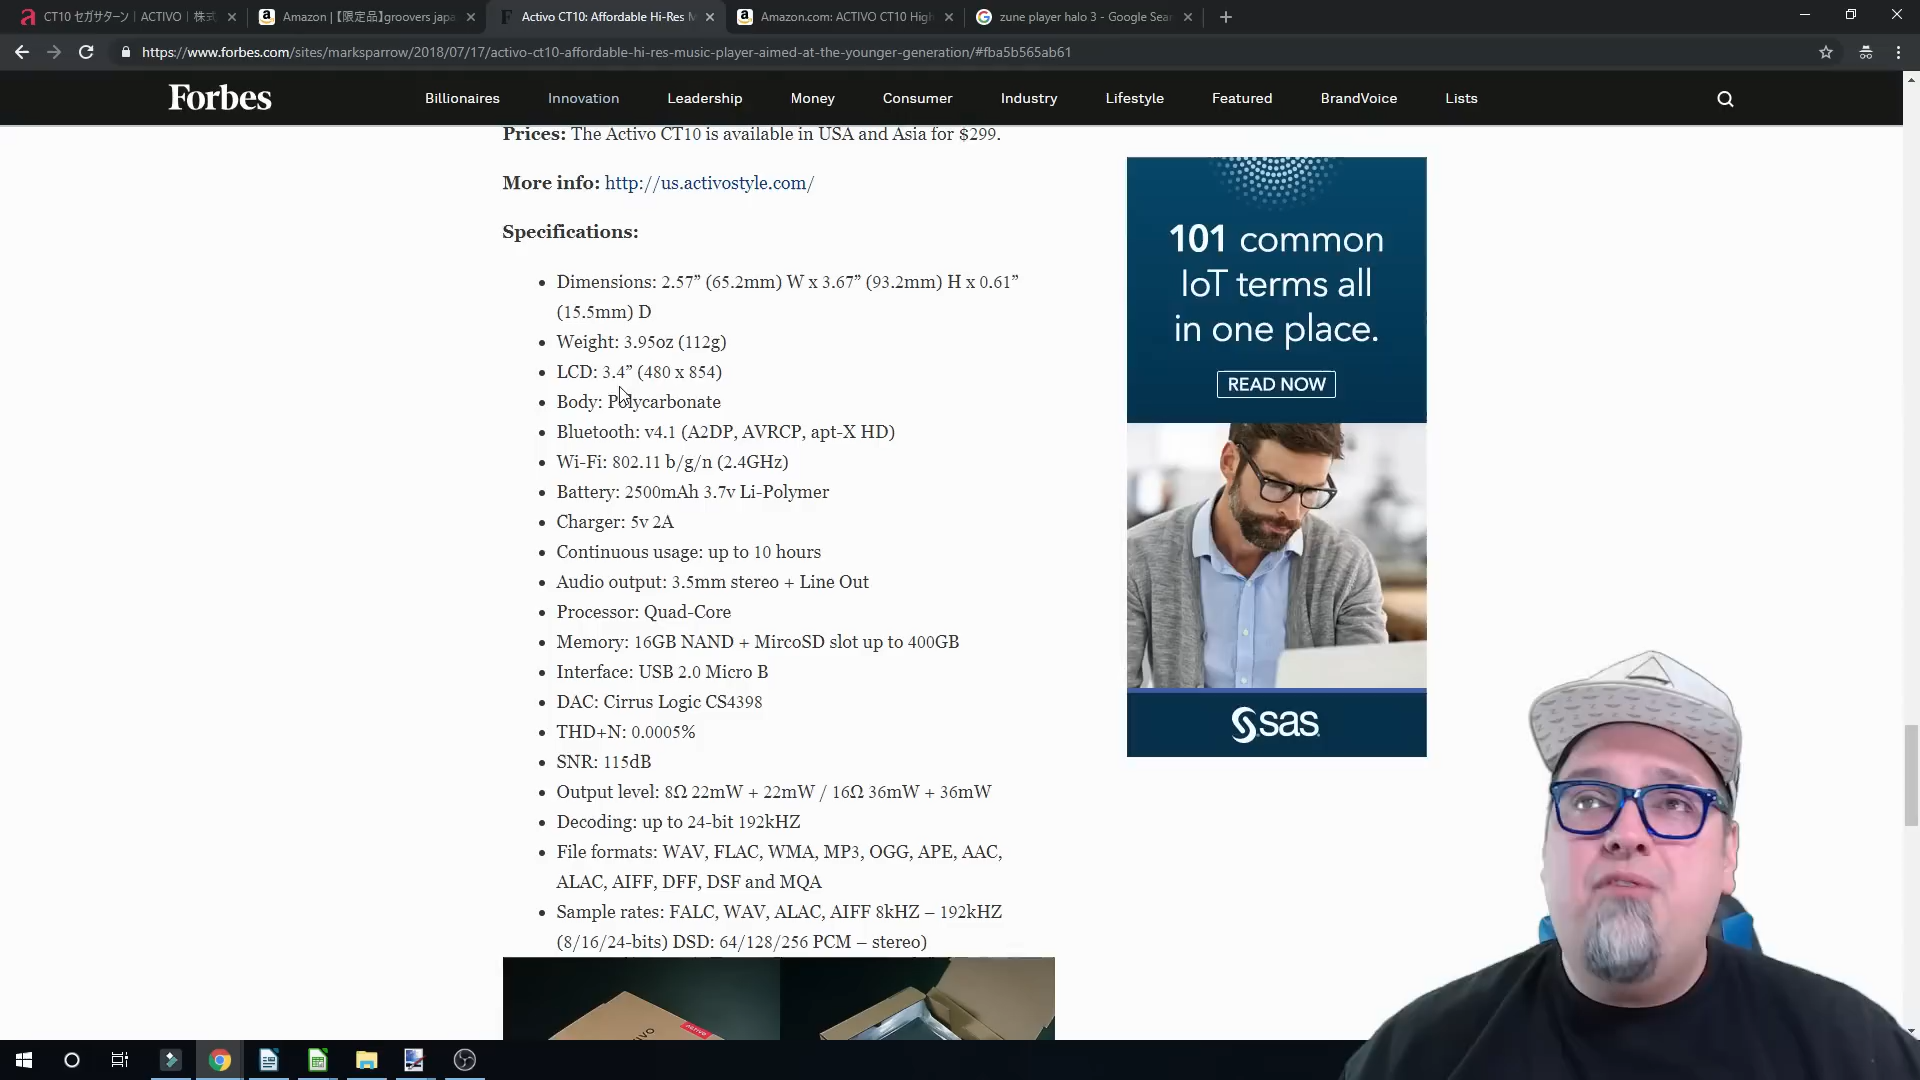 CT10 セガサターン | ACTIVO | 株式
Amazon | 【限定品】groovers japa
Activo CT10: Affordable Hi-Res M
Amazon.com: ACTIVO CT10 High
zune player halo 3 - Google Sear
https://www.forbes.com/sites/marksparrow/2018/07/17/activo-ct10-affordable-hi-res-music-player-aimed-at-the-younger-generation/#fba5b565ab61
Forbes Billionaires Innovation Leadership Money Consumer Industry Lifestyle Featured BrandVoice Lists
Prices: The Activo CT10 is available in USA and Asia for $299.
More info: http://us.activostyle.com/
Specifications:
• Dimensions: 2.57” (65.2mm) W x 3.67” (93.2mm) H x 0.61”
(15.5mm) D
• Weight: 3.95oz (112g)
• LCD: 3.4” (480 x 854)
• Body: Polycarbonate
• Bluetooth: v4.1 (A2DP, AVRCP, apt-X HD)
• Wi-Fi: 802.11 b/g/n (2.4GHz)
• Battery: 2500mAh 3.7v Li-Polymer
• Charger: 5v 2A
• Continuous usage: up to 10 hours
• Audio output: 3.5mm stereo + Line Out
• Processor: Quad-Core
• Memory: 16GB NAND + MircoSD slot up to 400GB
• Interface: USB 2.0 Micro B
• DAC: Cirrus Logic CS4398
• THD+N: 0.0005%
• SNR: 115dB
• Output level: 8Ω 22mW + 22mW / 16Ω 36mW + 36mW
• Decoding: up to 24-bit 192kHZ
• File formats: WAV, FLAC, WMA, MP3, OGG, APE, AAC,
ALAC, AIFF, DFF, DSF and MQA
• Sample rates: FALC, WAV, ALAC, AIFF 8kHZ – 192kHZ
(8/16/24-bits) DSD: 64/128/256 PCM – stereo)
101 common
IoT terms all
in one place.
READ NOW
sas
ACTIVO